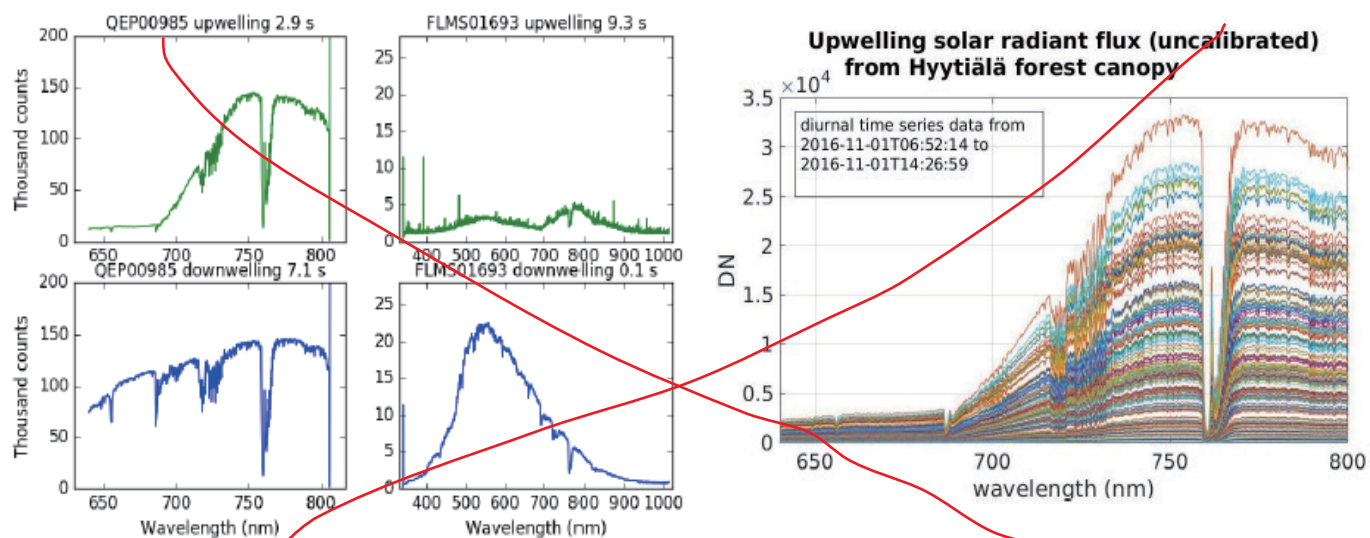 QEP00985 upwelling 2.9 s
200
150
100
50
0
Thousand counts
650 700 750 800
FLMS01693 upwelling 9.3 s
25
20
15
10
5
0
400 500 600 700 800 900 1000
QEP00985 downwelling 7.1 s
200
150
100
50
0
Thousand counts
650 700 750 800
Wavelength (nm)
FLMS01693 downwelling 0.1 s
25
20
15
10
5
0
400 500 600 700 800 900 1000
Wavelength (nm)
Upwelling solar radiant flux (uncalibrated)
from Hyytiälä forest canopy
×10⁴
3.5
3
2.5
2
1.5
1
0.5
0
DN
diurnal time series data from
2016-11-01T06:52:14 to
2016-11-01T14:26:59
650 700 750 800
wavelength (nm)